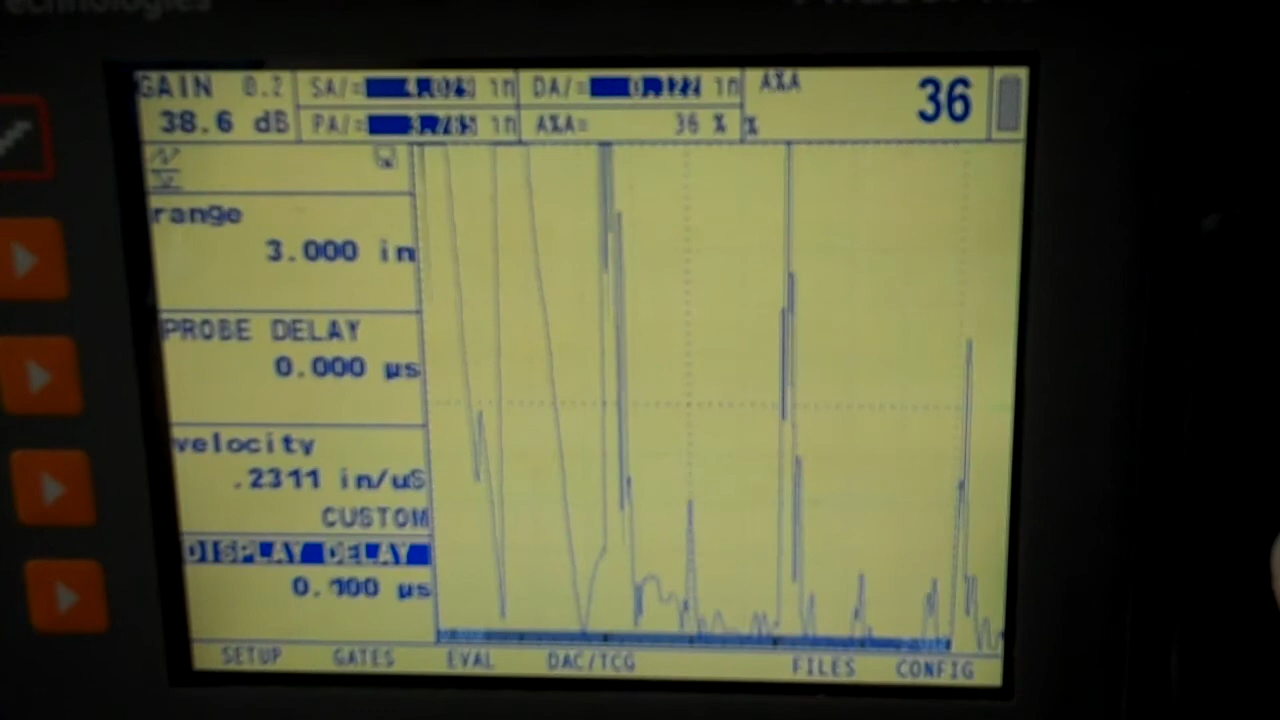 echnologies
GAIN 0.2 SA/= in DA/= in A%A 36
38.6 dB PA/= in A%A= 36 % %
range
3.000 in
PROBE DELAY
0.000 µs
velocity
.2311 in/uS
CUSTOM
DISPLAY DELAY
µs
SETUP GATES EVAL DAC/TCG FILES CONFIG